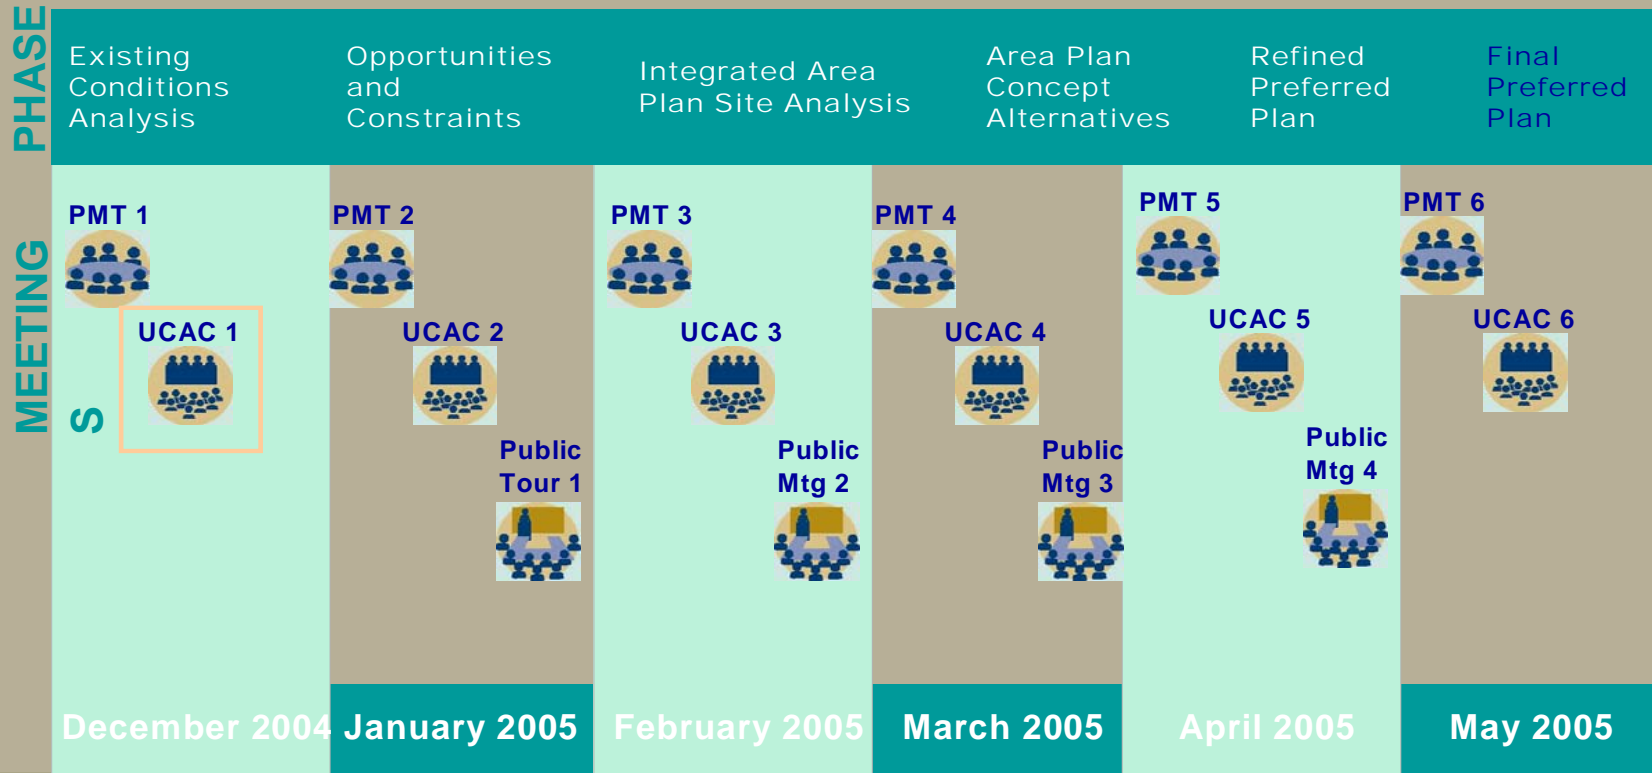 PHASE
Existing
Conditions
Analysis
Opportunities
and
Constraints
Integrated Area
Plan Site Analysis
Area Plan
Concept
Alternatives
Refined
Preferred
Plan
Final
Preferred
Plan
MEETING
S
PMT 1
UCAC 1
PMT 2
UCAC 2
Public
Tour 1
PMT 3
UCAC 3
Public
Mtg 2
PMT 4
UCAC 4
Public
Mtg 3
PMT 5
UCAC 5
Public
Mtg 4
PMT 6
UCAC 6
December 2004
January 2005
February 2005
March 2005
April 2005
May 2005